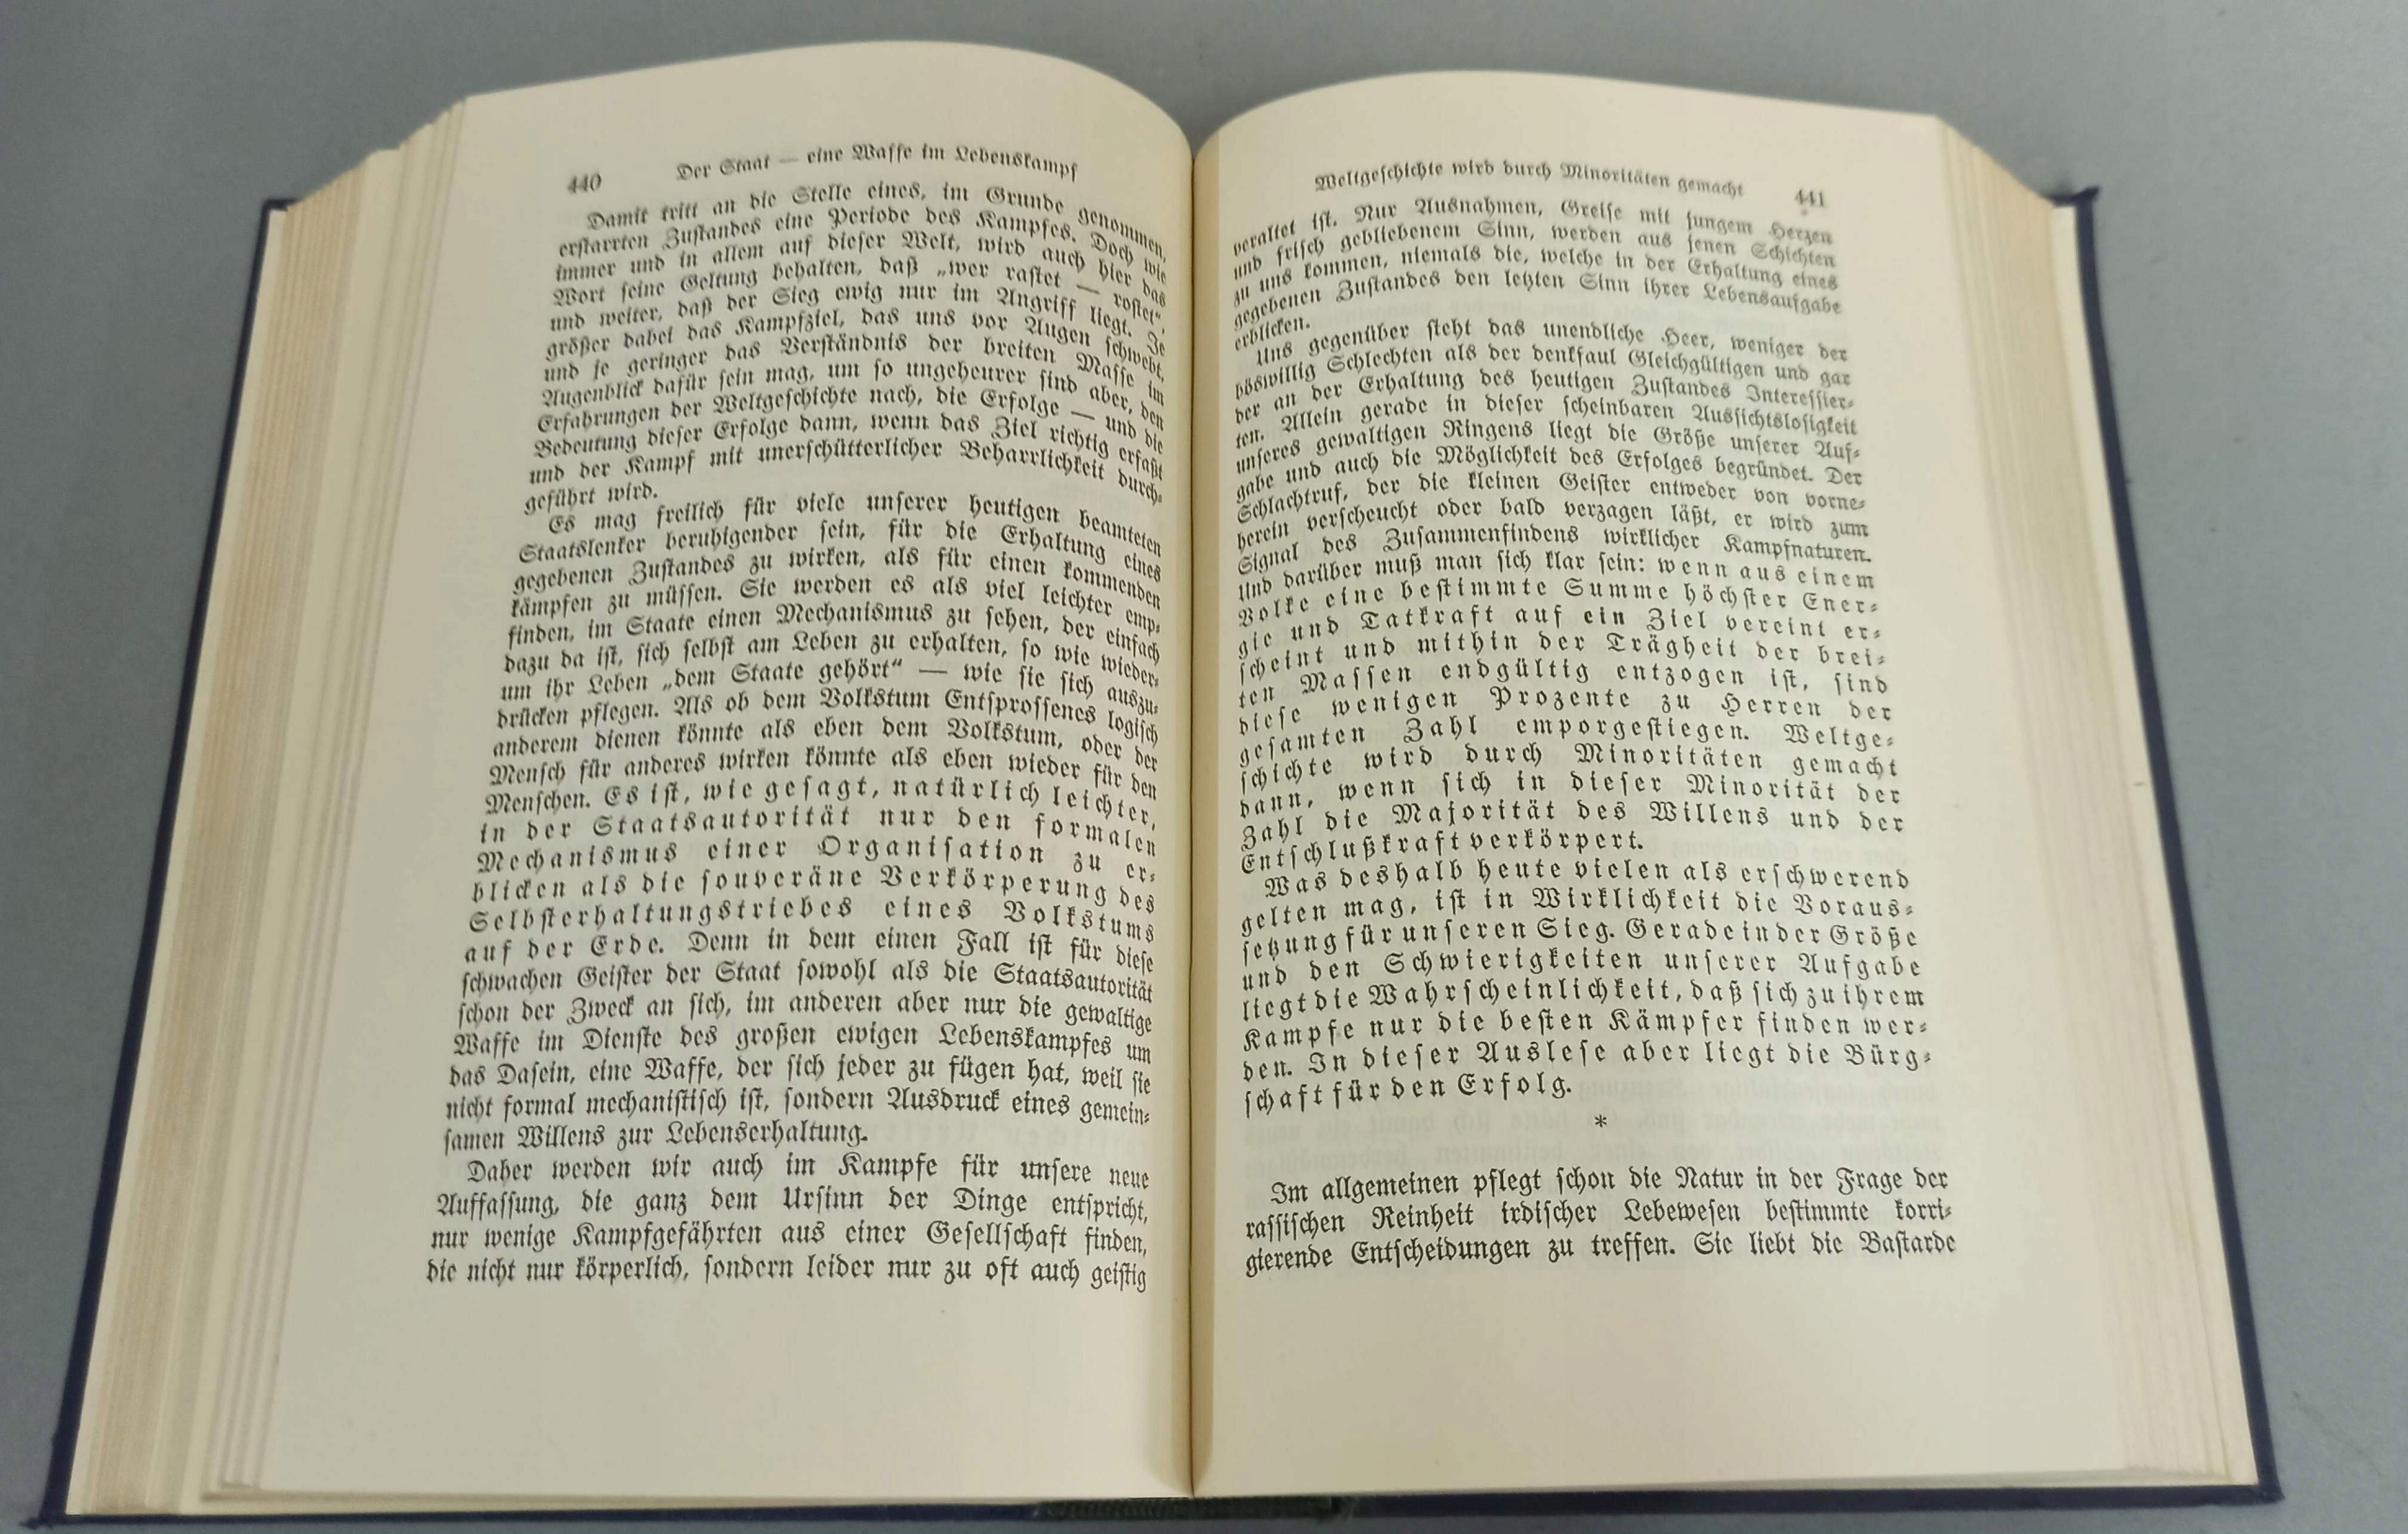 440 Der Staat — eine Waffe im Lebenskampf
Damit tritt an die Stelle eines, im Grunde genommen,
erstarrten Zustandes eine Periode des Kampfes. Doch wie
immer und in allem auf dieser Welt, wird auch hier das
Wort seine Geltung behalten, daß „wer rastet — rostet“,
und weiter, daß der Sieg ewig nur im Angriff liegt. Je
größer dabei das Kampfziel, das uns vor Augen schwebt,
und je geringer das Verständnis der breiten Masse im
Augenblick dafür sein mag, um so ungeheurer sind aber, den
Erfahrungen der Weltgeschichte nach, die Erfolge — und die
Bedeutung dieser Erfolge dann, wenn das Ziel richtig erfaßt
und der Kampf mit unerschütterlicher Beharrlichkeit durch-
geführt wird.
Es mag freilich für viele unserer heutigen beamteten
Staatslenker beruhigender sein, für die Erhaltung eines
gegebenen Zustandes zu wirken, als für einen kommenden
kämpfen zu müssen. Sie werden es als viel leichter emp-
finden, im Staate einen Mechanismus zu sehen, der einfach
dazu da ist, sich selbst am Leben zu erhalten, so wie wieder-
um ihr Leben „dem Staate gehört“ — wie sie sich auszu-
drücken pflegen. Als ob dem Volkstum Entsprossenes logisch
anderem dienen könnte als eben dem Volkstum, oder der
Mensch für anderes wirken könnte als eben wieder für den
Menschen. Es ist, wie gesagt, natürlich leichter,
in der Staatsautorität nur den formalen
Mechanismus einer Organisation zu er-
blicken als die souveräne Verkörperung des
Selbsterhaltungstriebes eines Volkstums
auf der Erde. Denn in dem einen Fall ist für diese
schwachen Geister der Staat sowohl als die Staatsautorität
schon der Zweck an sich, im anderen aber nur die gewaltige
Waffe im Dienste des großen ewigen Lebenskampfes um
das Dasein, eine Waffe, der sich jeder zu fügen hat, weil sie
nicht formal mechanistisch ist, sondern Ausdruck eines gemein-
samen Willens zur Lebenserhaltung.
Daher werden wir auch im Kampfe für unsere neue
Auffassung, die ganz dem Ursinn der Dinge entspricht,
nur wenige Kampfgefährten aus einer Gesellschaft finden,
die nicht nur körperlich, sondern leider nur zu oft auch geistig
Weltgeschichte wird durch Minoritäten gemacht 441
veraltet ist. Nur Ausnahmen, Greise mit jungem Herzen
und frisch gebliebenem Sinn, werden aus jenen Schichten
zu uns kommen, niemals die, welche in der Erhaltung eines
gegebenen Zustandes den letzten Sinn ihrer Lebensaufgabe
erblicken.
Uns gegenüber steht das unendliche Heer, weniger der
böswillig Schlechten als der denkfaul Gleichgültigen und gar
der an der Erhaltung des heutigen Zustandes Interessier-
ten. Allein gerade in dieser scheinbaren Aussichtslosigkeit
unseres gewaltigen Ringens liegt die Größe unserer Auf-
gabe und auch die Möglichkeit des Erfolges begründet. Der
Schlachtruf, der die kleinen Geister entweder von vorne-
herein verscheucht oder bald verzagen läßt, er wird zum
Signal des Zusammenfindens wirklicher Kampfnaturen.
Und darüber muß man sich klar sein: wenn aus einem
Volke eine bestimmte Summe höchster Ener-
gie und Tatkraft auf ein Ziel vereint er-
scheint und mithin der Trägheit der brei-
ten Massen endgültig entzogen ist, sind
diese wenigen Prozente zu Herren der
gesamten Zahl emporgestiegen. Weltge-
schichte wird durch Minoritäten gemacht
dann, wenn sich in dieser Minorität der
Zahl die Majorität des Willens und der
Entschlußkraft verkörpert.
Was deshalb heute vielen als erschwerend
gelten mag, ist in Wirklichkeit die Voraus-
setzung für unseren Sieg. Gerade in der Größe
und den Schwierigkeiten unserer Aufgabe
liegt die Wahrscheinlichkeit, daß sich zu ihrem
Kampfe nur die besten Kämpfer finden wer-
den. In dieser Auslese aber liegt die Bürg-
schaft für den Erfolg.
*
Im allgemeinen pflegt schon die Natur in der Frage der
rassischen Reinheit irdischer Lebewesen bestimmte korri-
gierende Entscheidungen zu treffen. Sie liebt die Bastarde